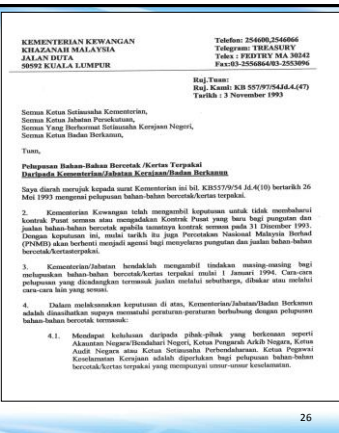 KEMENTERIAN KEWANGAN
KHAZANAH MALAYSIA
JALAN DUTA
50592 KUALA LUMPUR
Telefon: 254600,2546066
Telegram: TREASURY
Telex : FEDTRY MA 30242
Fax:03-2556864/03-2553096
Ruj.Tuan:
Ruj. Kami: KB 557/97/54Jd.4.(47)
Tarikh : 3 November 1993
Semua Ketua Setiausaha Kementerian,
Semua Ketua Jabatan Persekutuan,
Semua Yang Berhormat Setiausaha Kerajaan Negeri,
Semua Ketua Badan Berkanun,
Tuan,
Pelupusan Bahan-Bahan Bercetak /Kertas Terpakai
Daripada Kementerian/Jabatan Kerajaan/Badan Berkanun
Saya diarah merujuk kepada surat Kementerian ini bil. KB557/9/54 Jd.4(10) bertarikh 26
Mei 1993 mengenai pelupusan bahan-bahan bercetak/kertas terpakai.
2. Kementerian Kewangan telah mengambil keputusan untuk tidak membaharui
kontrak Pusat semasa atau mengadakan Kontrak Pusat yang baru bagi pungutan dan
jualan bahan-bahan bercetak apabila tamatnya kontrak semasa pada 31 Disember 1993.
Dengan keputusan ini, mulai tarikh itu juga Percetakan Nasional Malaysia Berhad
(PNMB) akan berhenti menjadi agensi bagi menyelaras pungutan dan jualan bahan-bahan
bercetak/kertasterpakai.
3. Kementerian/Jabatan hendaklah mengambil tindakan masing-masing bagi
melupuskan bahan-bahan bercetak/kertas terpakai mulai 1 Januari 1994. Cara-cara
pelupusan yang dicadangkan termasuk jualan melalui sebutharga, dibakar atau melalui
cara-cara lain yang sesuai.
4. Dalam melaksanakan keputusan di atas, Kementerian/Jabatan/Badan Berkanun
adalah dinasihatkan supaya mematuhi peraturan-peraturan berhubung dengan pelupusan
bahan-bahan bercetak termasuk:
4.1. Mendapat kelulusan daripada pihak-pihak yang berkenaan seperti
Akauntan Negara/Bendahari Negeri, Ketua Pengarah Arkib Negara, Ketua
Audit Negara atau Ketua Setiausaha Perbendaharaan. Ketua Pegawai
Keselamatan Kerajaan adalah diperlukan bagi pelupusan bahan-bahan
bercetak/kertas terpakai yang mempunyai unsur-unsur keselamatan.
26